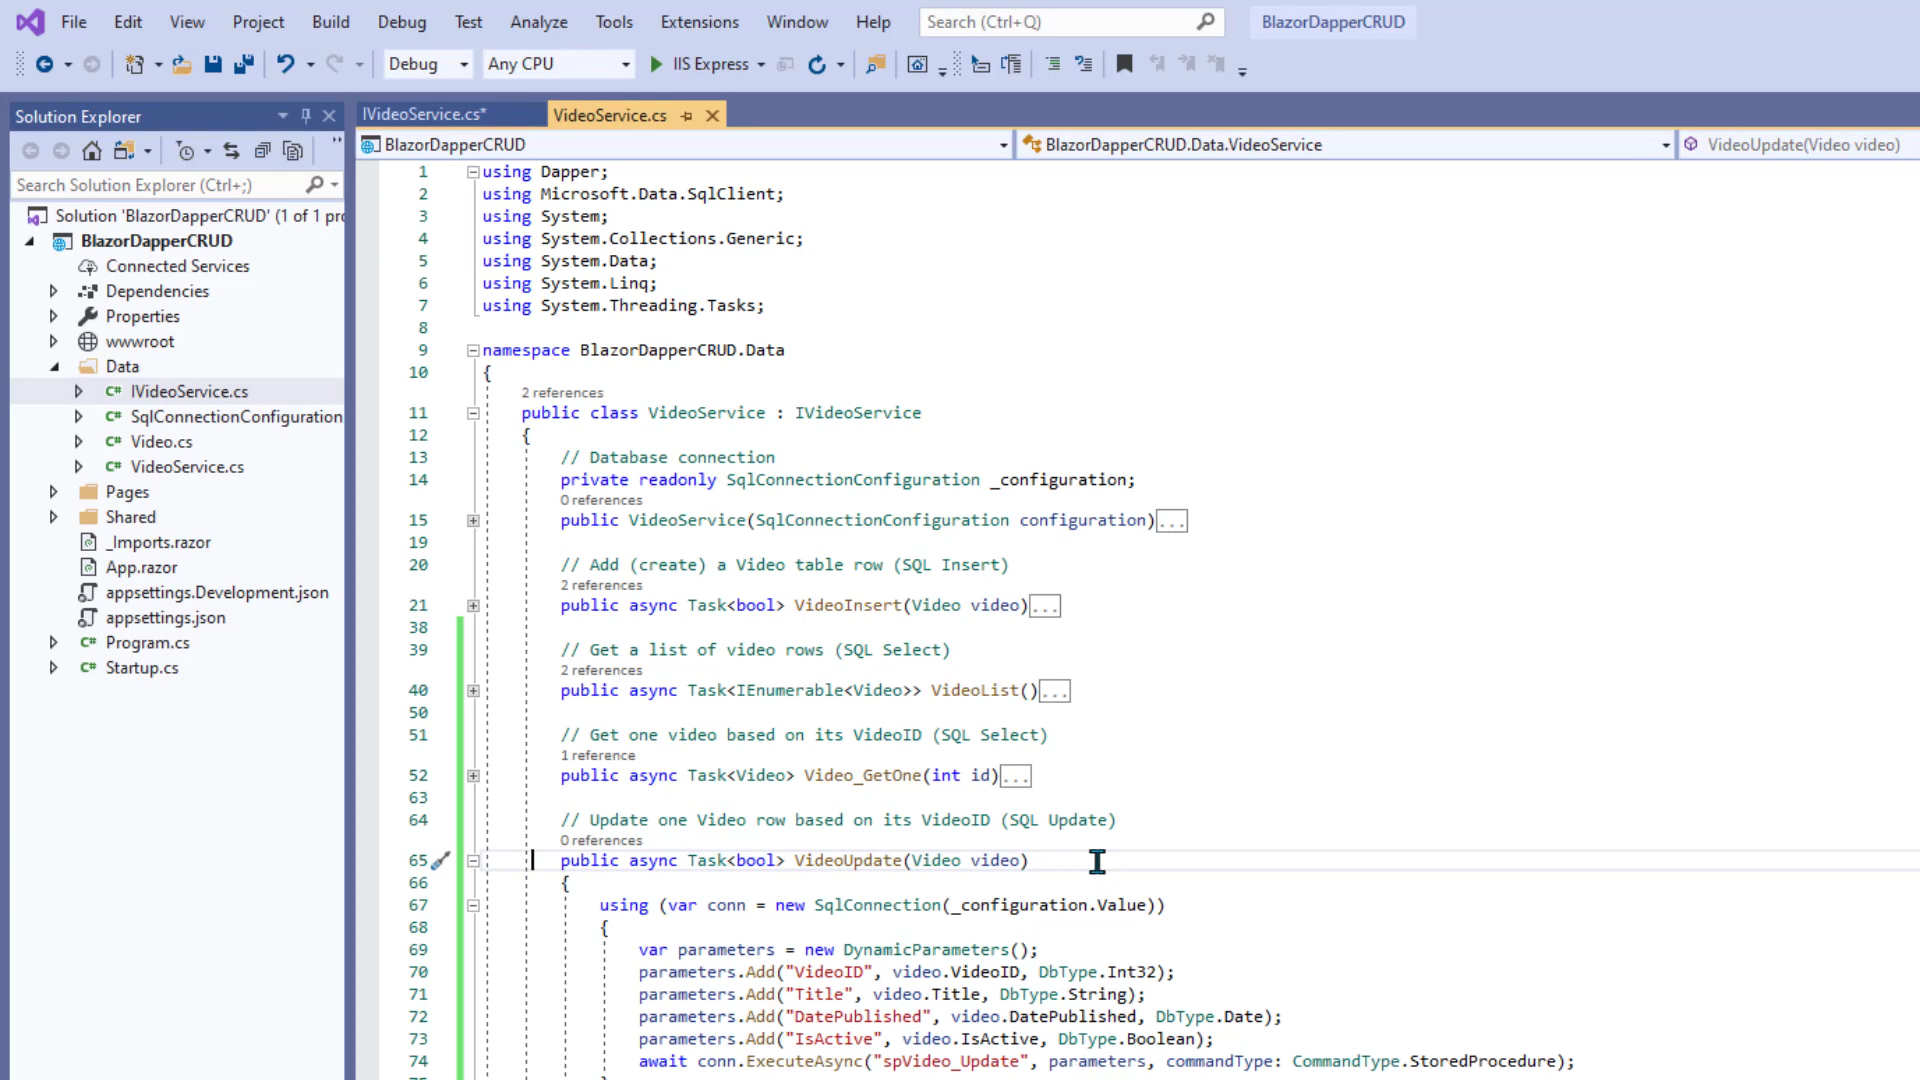 File Edit View Project Build Debug Test Analyze Tools Extensions Window Help Search (Ctrl+Q) BlazorDapperCRUD
Debug Any CPU IIS Express
Solution Explorer
Search Solution Explorer (Ctrl+;)
Solution 'BlazorDapperCRUD' (1 of 1 pro
BlazorDapperCRUD
Connected Services
Dependencies
Properties
wwwroot
Data
C# IVideoService.cs
C# SqlConnectionConfiguration
C# Video.cs
C# VideoService.cs
Pages
Shared
_Imports.razor
App.razor
appsettings.Development.json
appsettings.json
C# Program.cs
C# Startup.cs
IVideoService.cs* VideoService.cs
BlazorDapperCRUD BlazorDapperCRUD.Data.VideoService VideoUpdate(Video video)
1 using Dapper;
2 using Microsoft.Data.SqlClient;
3 using System;
4 using System.Collections.Generic;
5 using System.Data;
6 using System.Linq;
7 using System.Threading.Tasks;
8
9 namespace BlazorDapperCRUD.Data
10 {
2 references
11 public class VideoService : IVideoService
12 {
13 // Database connection
14 private readonly SqlConnectionConfiguration _configuration;
0 references
15 public VideoService(SqlConnectionConfiguration configuration)...
19
20 // Add (create) a Video table row (SQL Insert)
2 references
21 public async Task<bool> VideoInsert(Video video)...
38
39 // Get a list of video rows (SQL Select)
2 references
40 public async Task<IEnumerable<Video>> VideoList()...
50
51 // Get one video based on its VideoID (SQL Select)
1 reference
52 public async Task<Video> Video_GetOne(int id)...
63
64 // Update one Video row based on its VideoID (SQL Update)
0 references
65 public async Task<bool> VideoUpdate(Video video)
66 {
67 using (var conn = new SqlConnection(_configuration.Value))
68 {
69 var parameters = new DynamicParameters();
70 parameters.Add("VideoID", video.VideoID, DbType.Int32);
71 parameters.Add("Title", video.Title, DbType.String);
72 parameters.Add("DatePublished", video.DatePublished, DbType.Date);
73 parameters.Add("IsActive", video.IsActive, DbType.Boolean);
74 await conn.ExecuteAsync("spVideo_Update", parameters, commandType: CommandType.StoredProcedure);